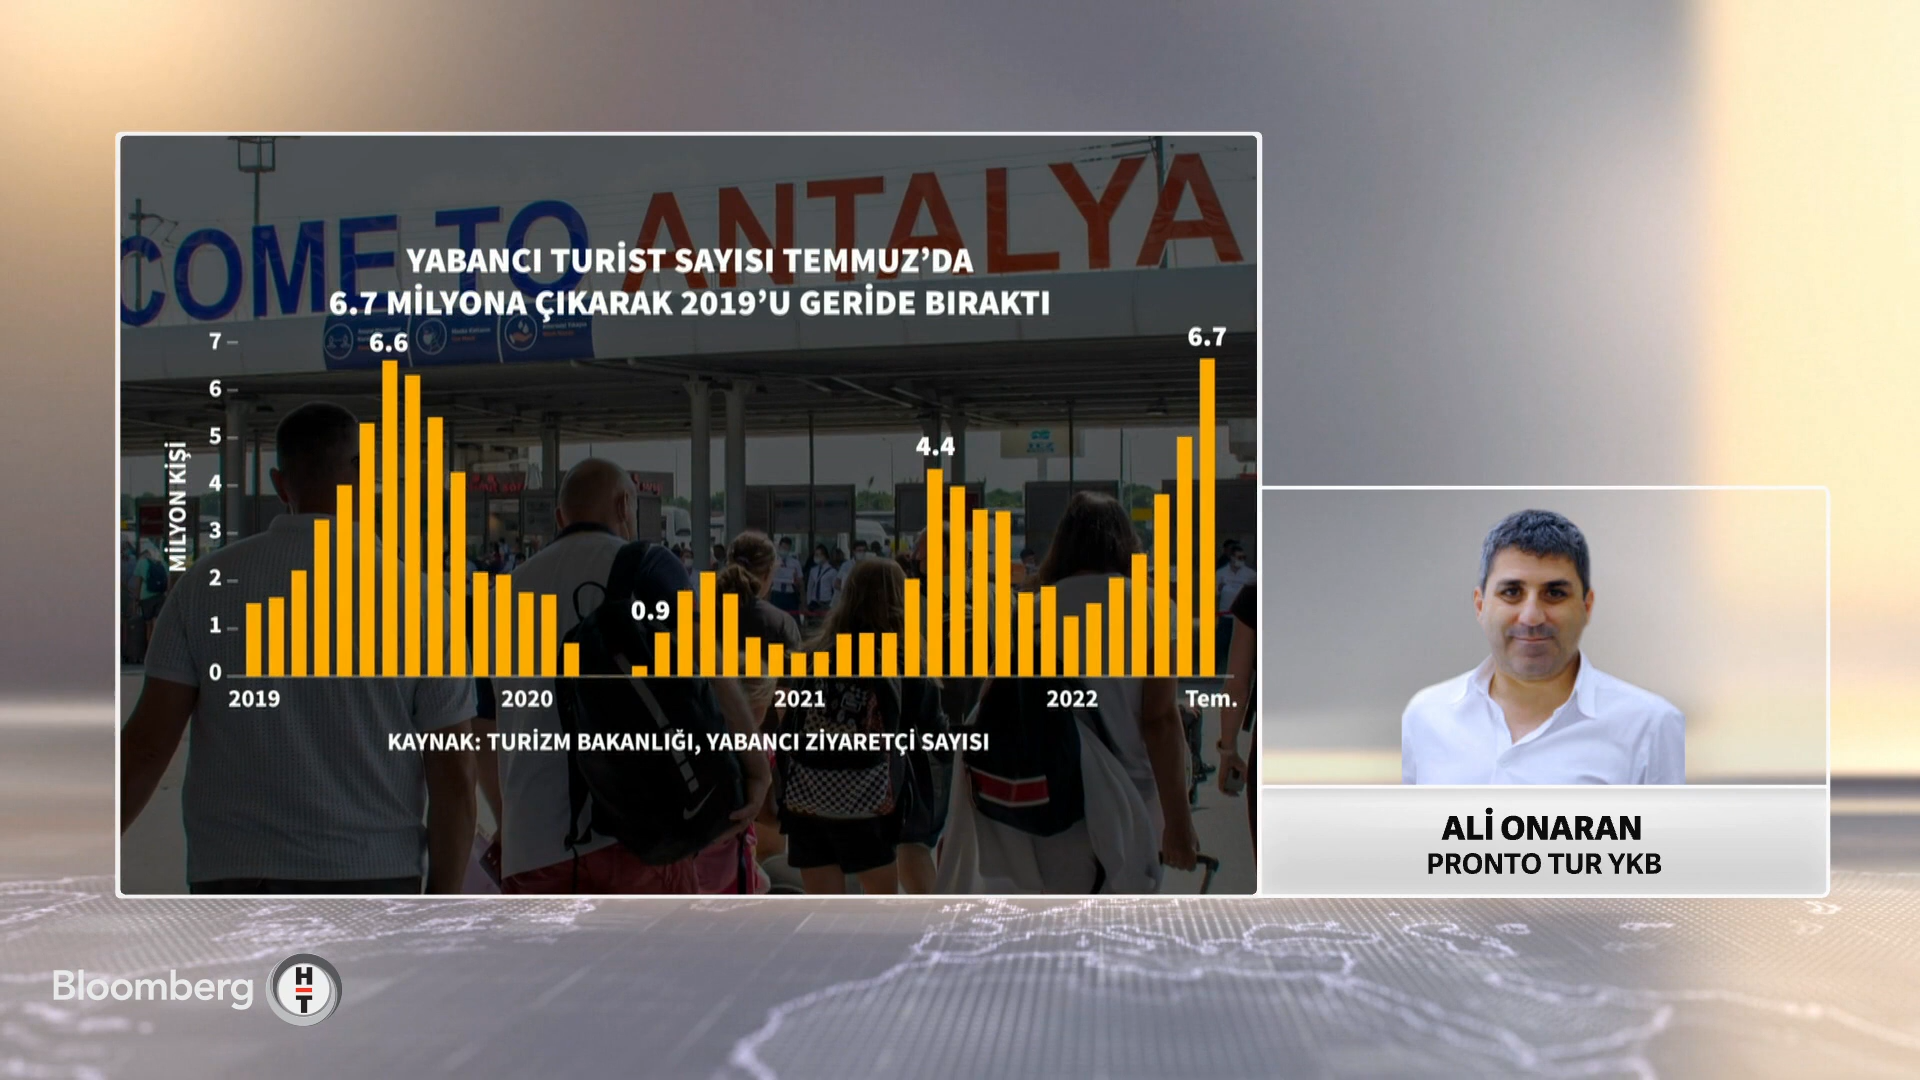 COME TO ANTALYA
YABANCI TURİST SAYISI TEMMUZ’DA
6.7 MİLYONA ÇIKARAK 2019’U GERİDE BIRAKTI
MİLYON KİŞİ
7
6
5
4
3
2
1
0
6.6
0.9
4.4
6.7
2019
2020
2021
2022
Tem.
KAYNAK: TURİZM BAKANLIĞI, YABANCI ZİYARETÇİ SAYISI
ALİ ONARAN
PRONTO TUR YKB
Bloomberg HT